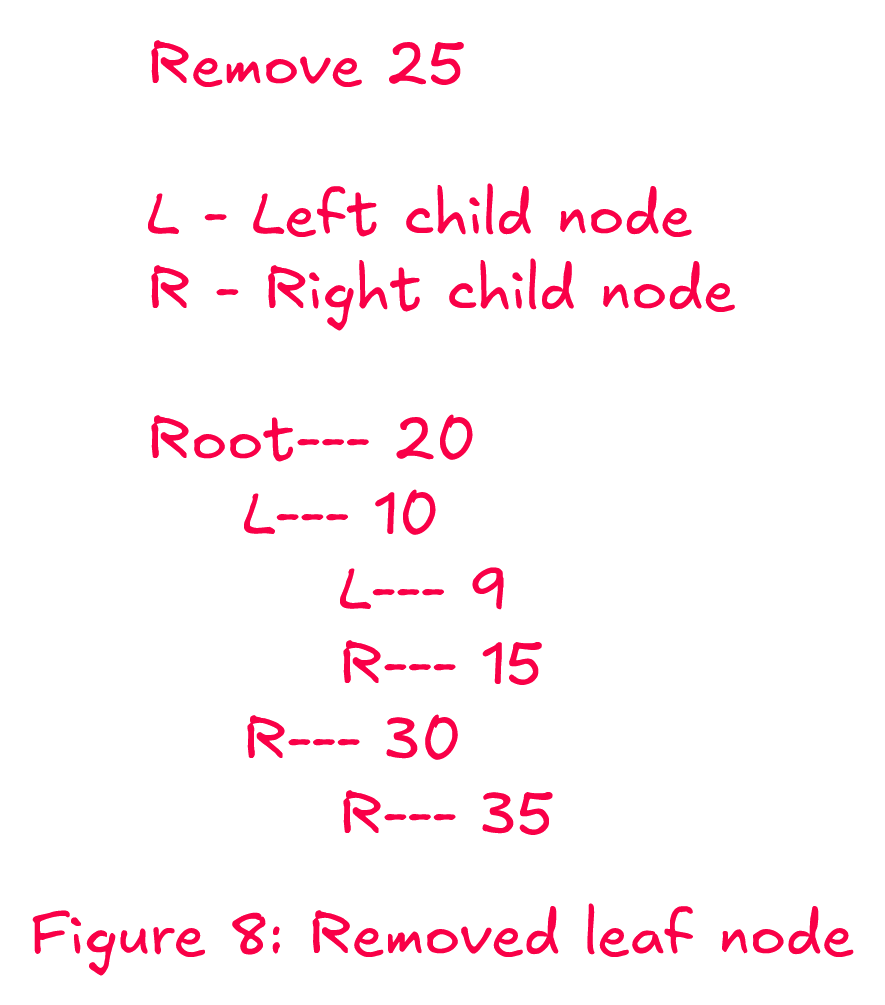 Remove 25
L - Left child node
R - Right child node
Root--- 20
L--- 10
L--- 9
R--- 15
R--- 30
R--- 35
Figure 8: Removed leaf node